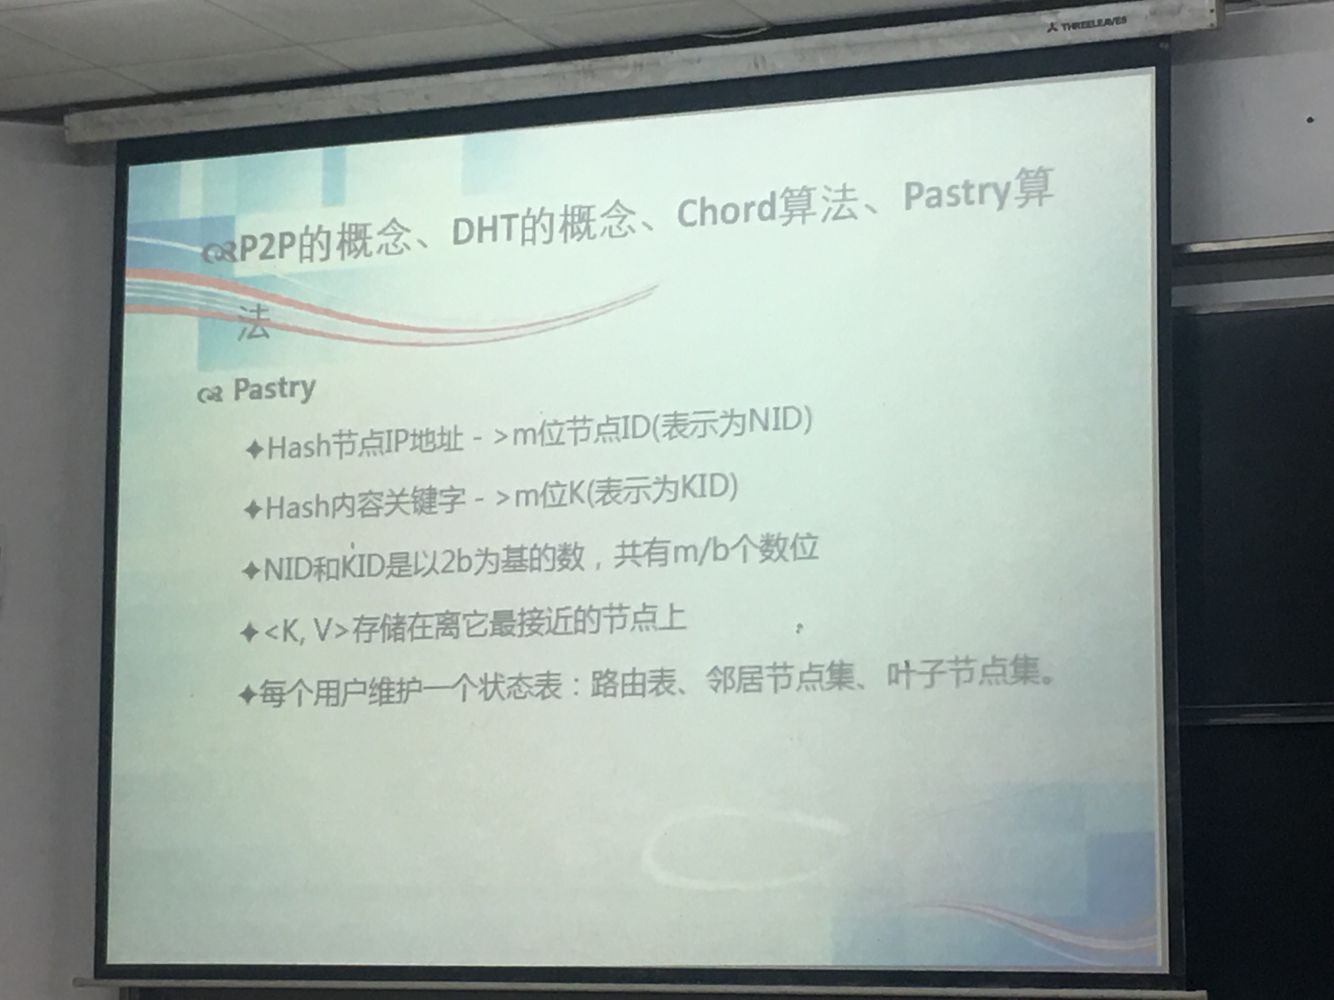 THREELEAVES
P2P的概念、DHT的概念、Chord算法、Pastry算
法
Pastry
Hash节点IP地址 - >m位节点ID(表示为NID)
Hash内容关键字 - >m位K(表示为KID)
NID和KID是以2b为基的数，共有m/b个数位
<K, V>存储在离它最接近的节点上
每个用户维护一个状态表：路由表、邻居节点集、叶子节点集。